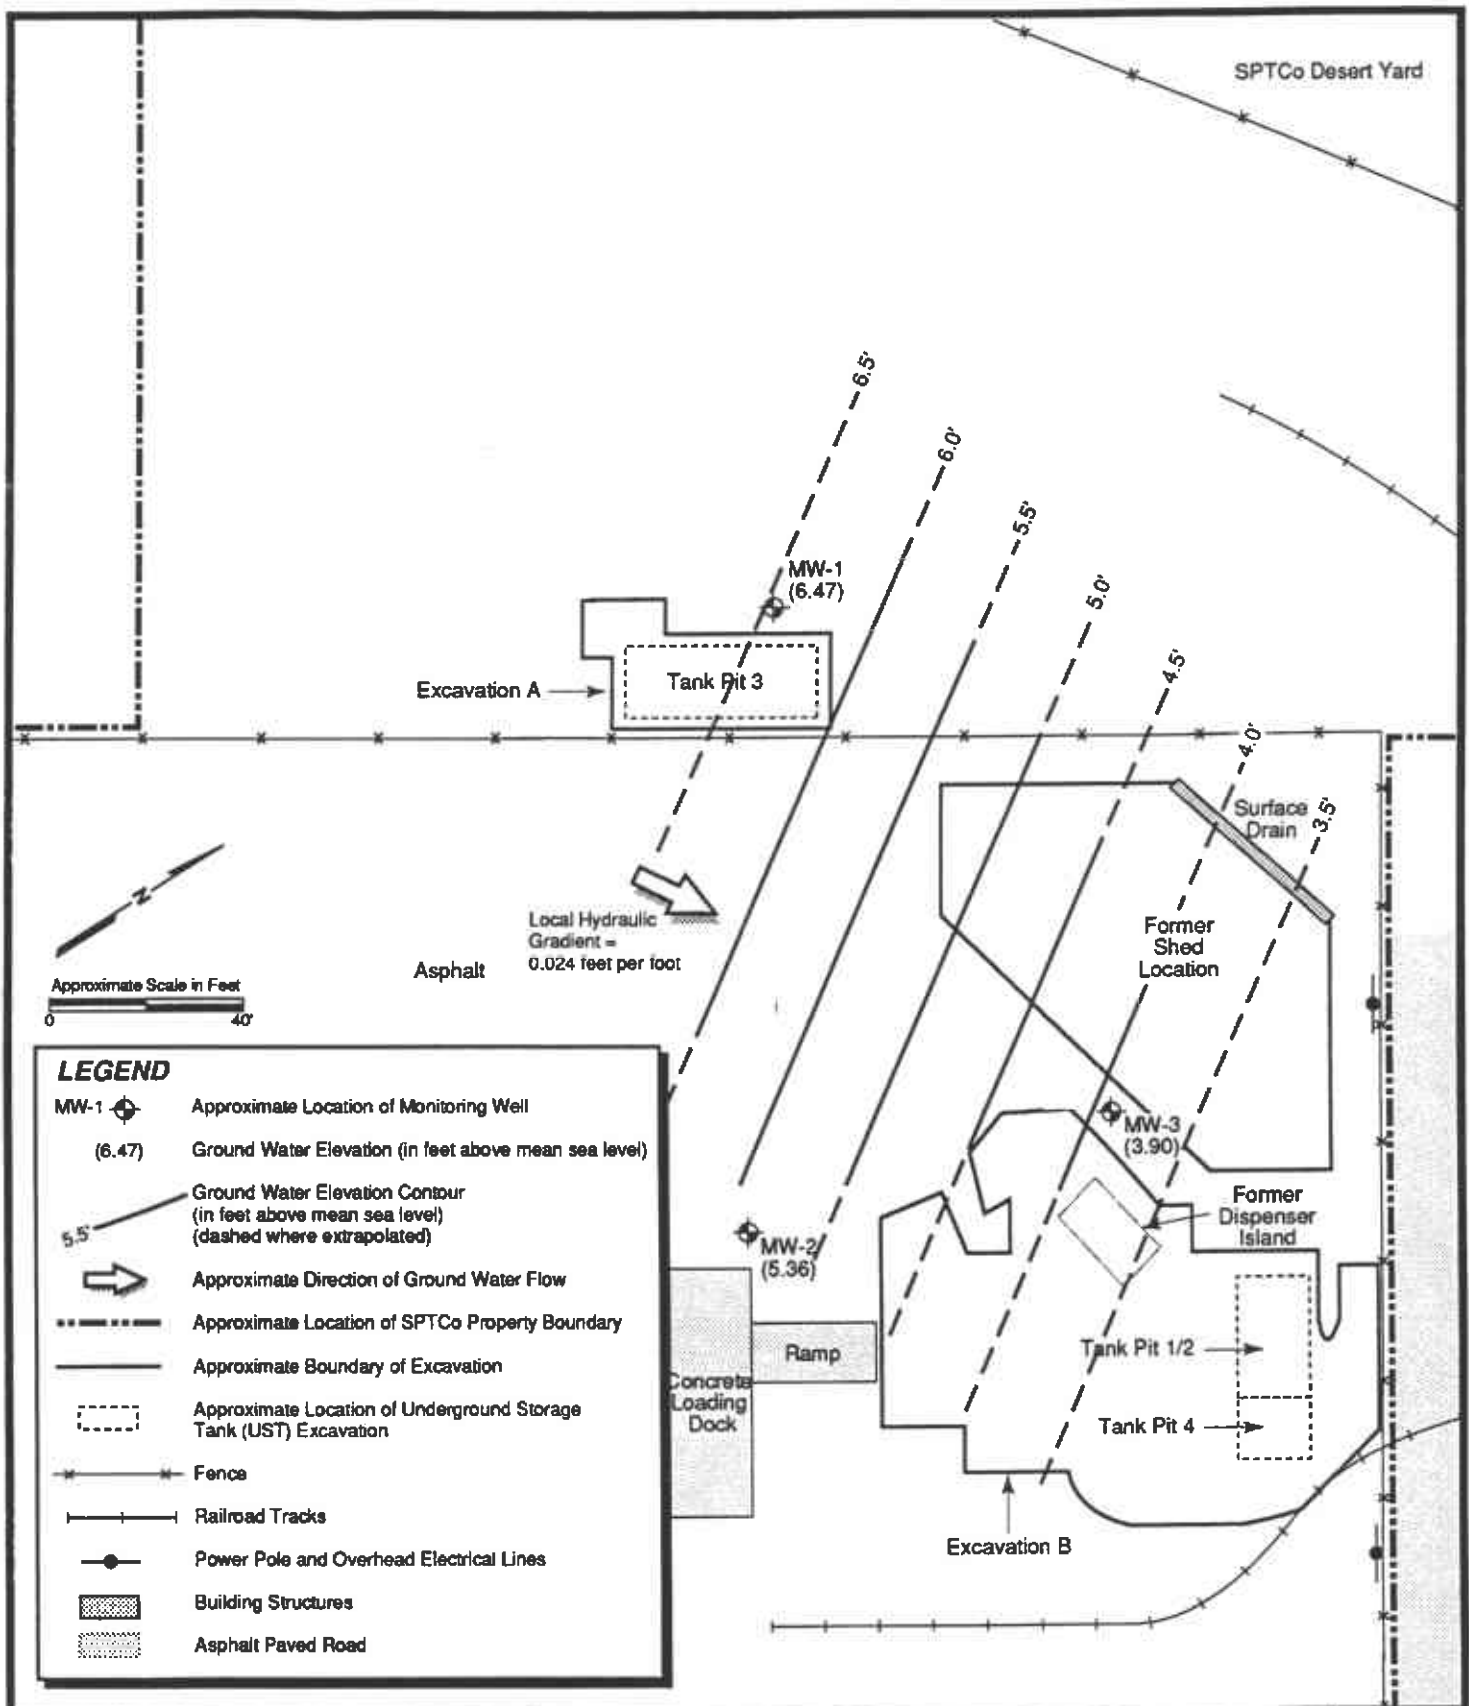 SPTCo Desert Yard
6.5'
6.0'
5.5'
5.0'
4.5'
4.0'
3.5'
MW-1
(6.47)
Tank Pit 3
Excavation A
Surface
Drain
N
Local Hydraulic
Gradient =
0.024 feet per foot
Asphalt
Former
Shed
Location
Approximate Scale in Feet
0 40'
MW-3
(3.90)
MW-2
(5.36)
Former
Dispenser
Island
Ramp
Concrete
Loading
Dock
Tank Pit 1/2
Tank Pit 4
Excavation B
LEGEND
MW-1 Approximate Location of Monitoring Well
(6.47) Ground Water Elevation (in feet above mean sea level)
5.5' Ground Water Elevation Contour
(in feet above mean sea level)
(dashed where extrapolated)
Approximate Direction of Ground Water Flow
Approximate Location of SPTCo Property Boundary
Approximate Boundary of Excavation
Approximate Location of Underground Storage
Tank (UST) Excavation
Fence
Railroad Tracks
Power Pole and Overhead Electrical Lines
Building Structures
Asphalt Paved Road